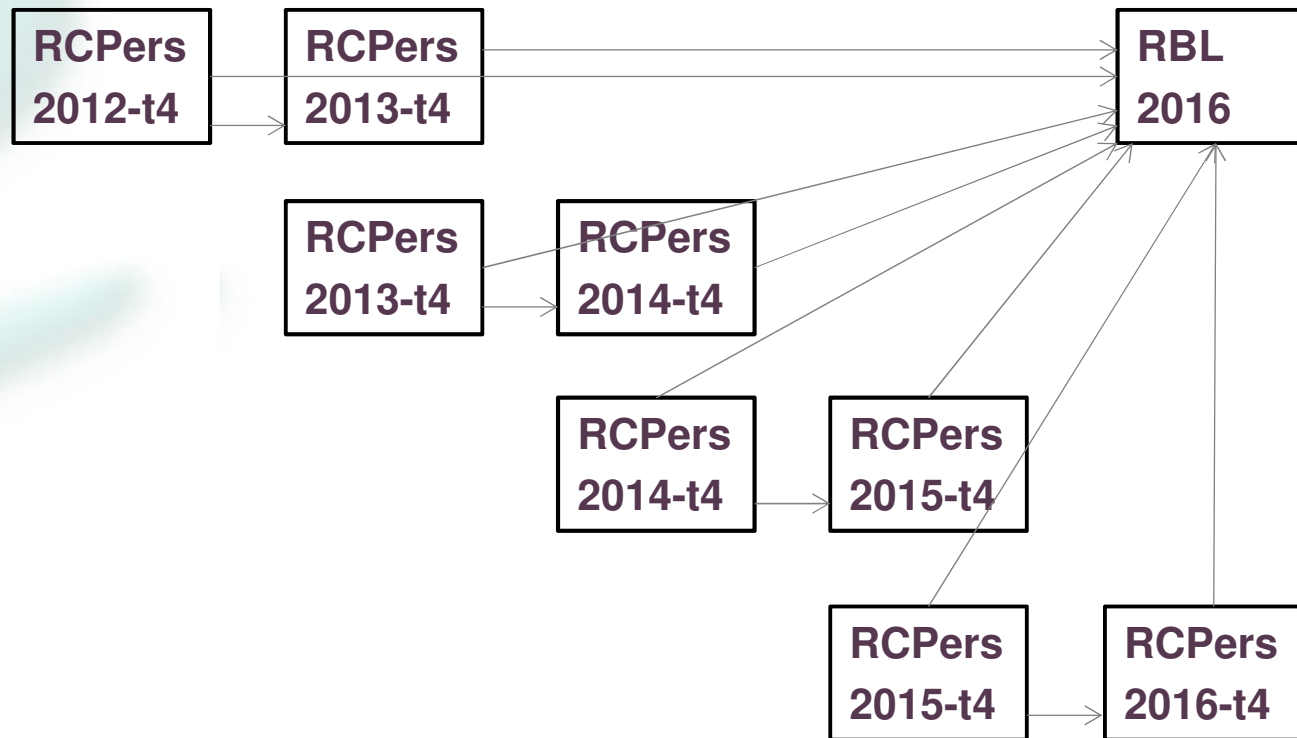 RCPers
2012-t4
RCPers
2013-t4
RBL
2016
RCPers
2013-t4
RCPers
2014-t4
RCPers
2014-t4
RCPers
2015-t4
RCPers
2015-t4
RCPers
2016-t4